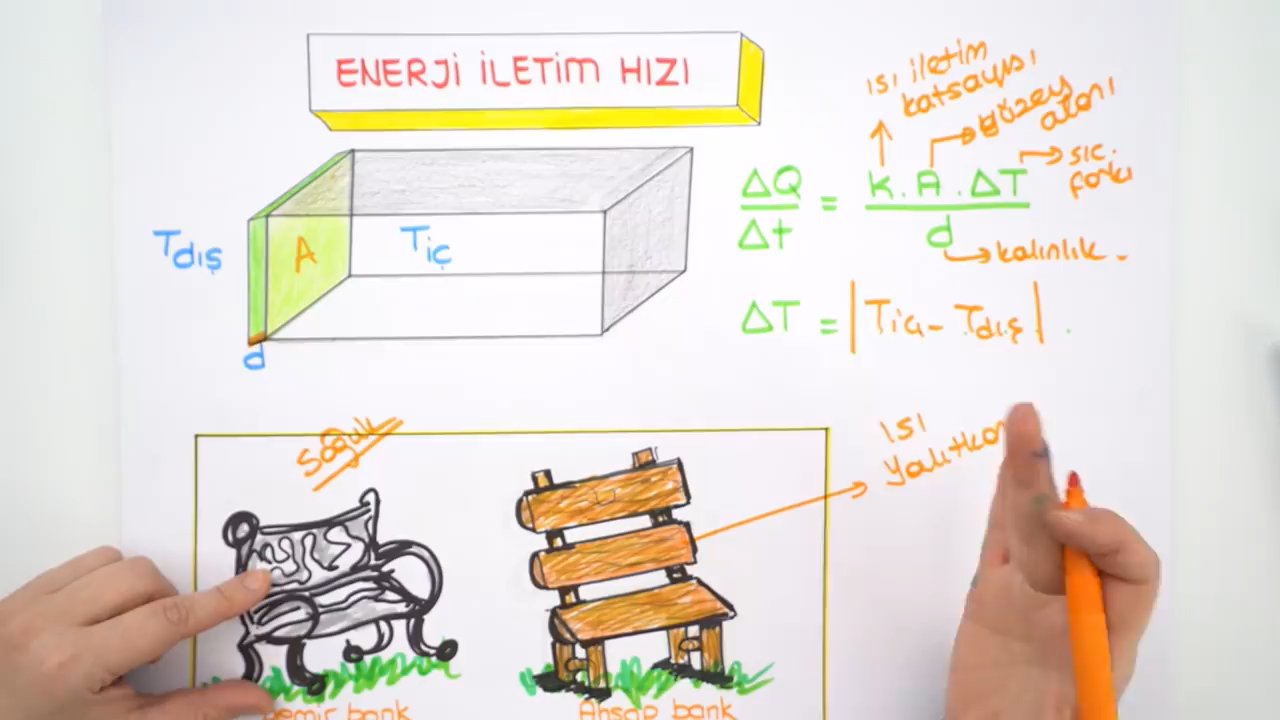 ENERJİ İLETİM HIZI
ısı iletim
katsayısı
yüzey
alanı
sıc.
farkı
ΔQ
Δt
= K.A.ΔT
d
kalınlık.
Tdış
A
Tiç
d
ΔT = |Tiç - Tdış|
soğuk
ısı
Ahşap bank